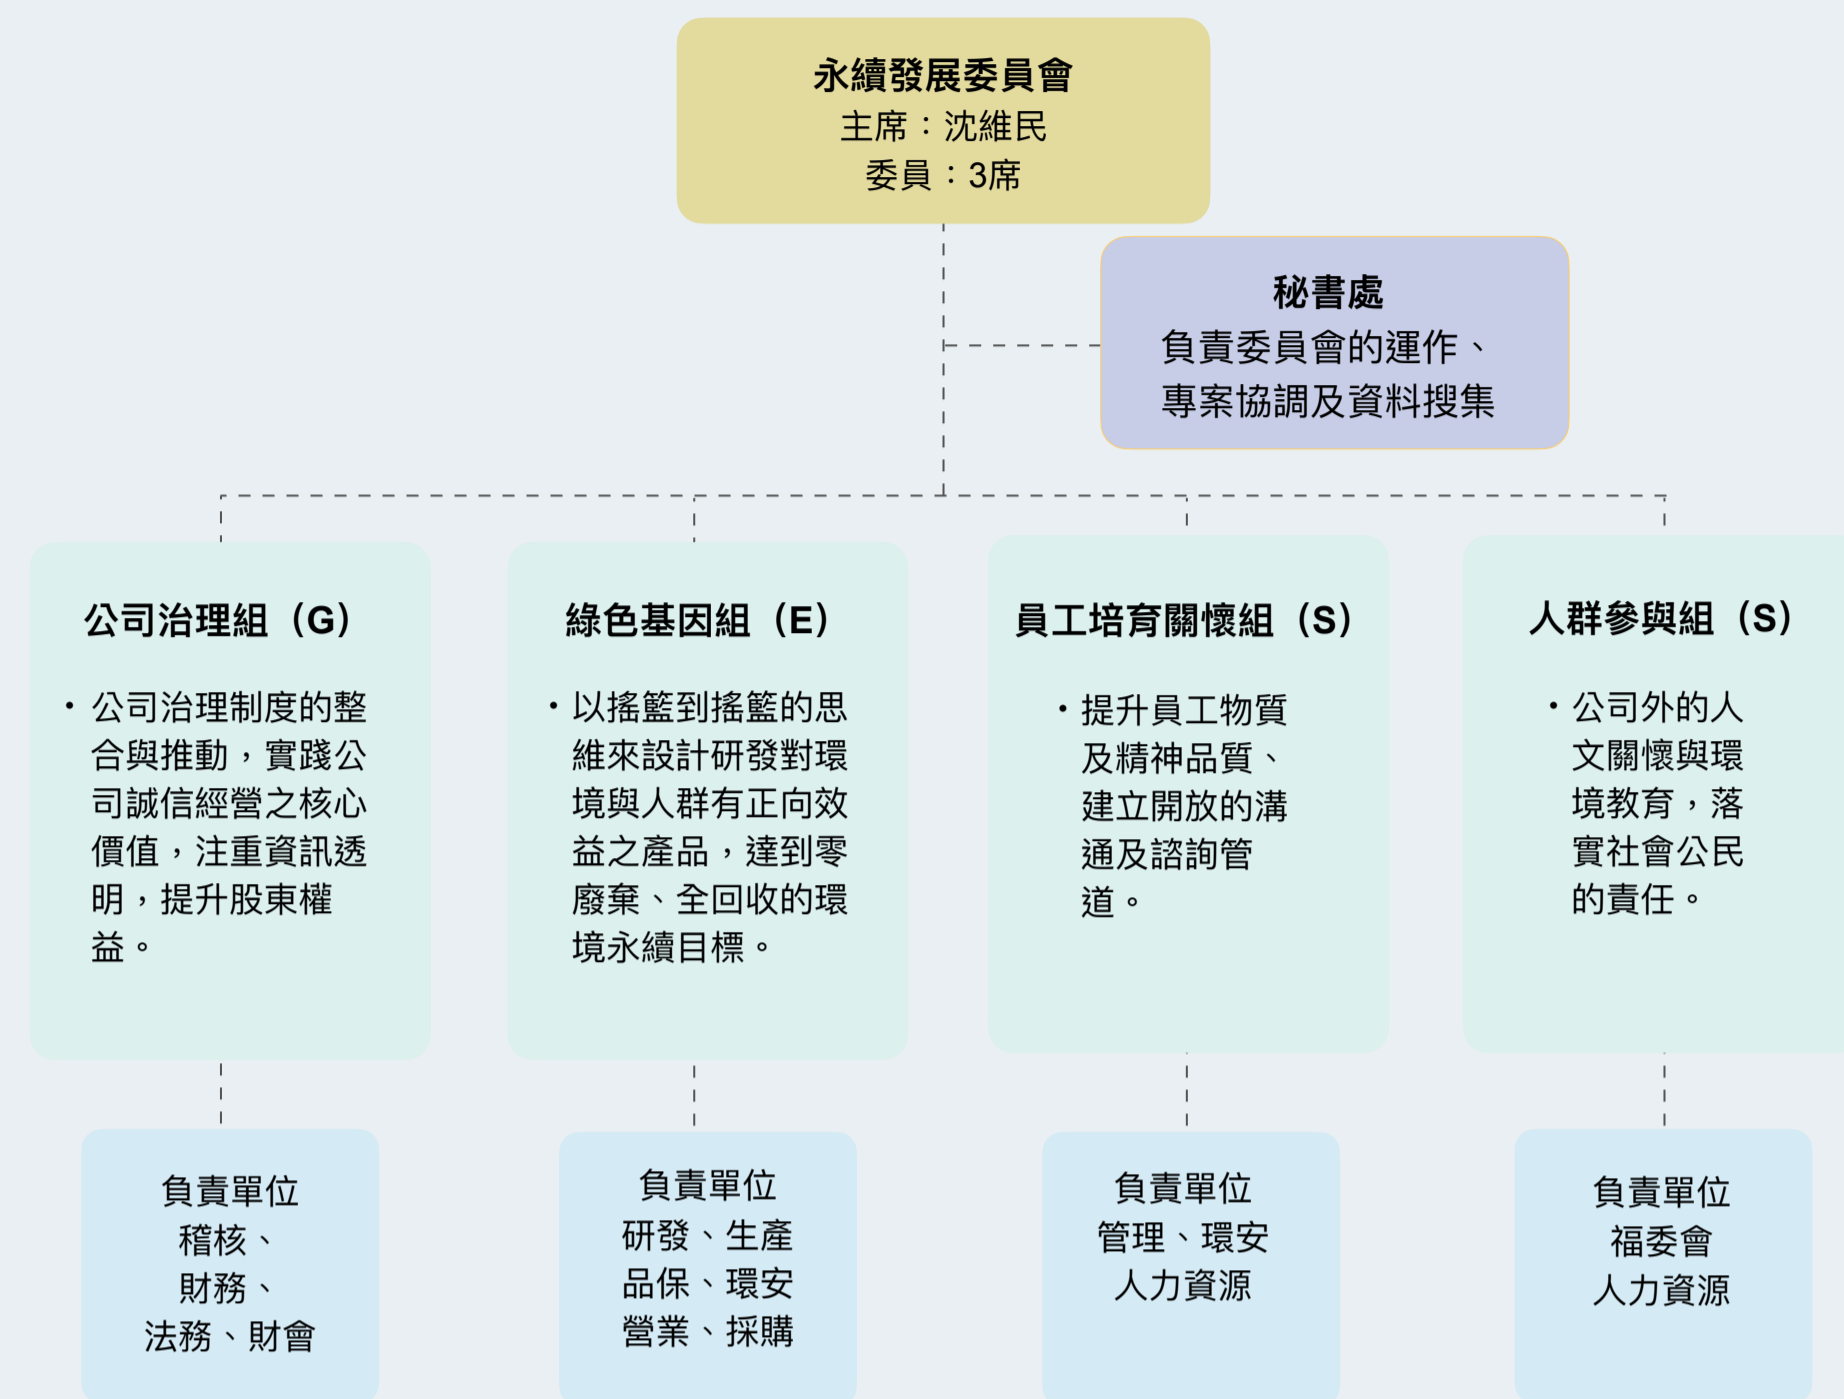 永續發展委員會
主席：沈維民
委員：3席
秘書處
負責委員會的運作、
專案協調及資料搜集
公司治理組（G）
• 公司治理制度的整
合與推動，實踐公
司誠信經營之核心
價值，注重資訊透
明，提升股東權
益。
綠色基因組（E）
• 以搖籃到搖籃的思
維來設計研發對環
境與人群有正向效
益之產品，達到零
廢棄、全回收的環
境永續目標。
員工培育關懷組（S）
• 提升員工物質
及精神品質、
建立開放的溝
通及諮詢管
道。
人群參與組（S）
• 公司外的人
文關懷與環
境教育，落
實社會公民
的責任。
負責單位
稽核、
財務、
法務、財會
負責單位
研發、生產
品保、環安
營業、採購
負責單位
管理、環安
人力資源
負責單位
福委會
人力資源